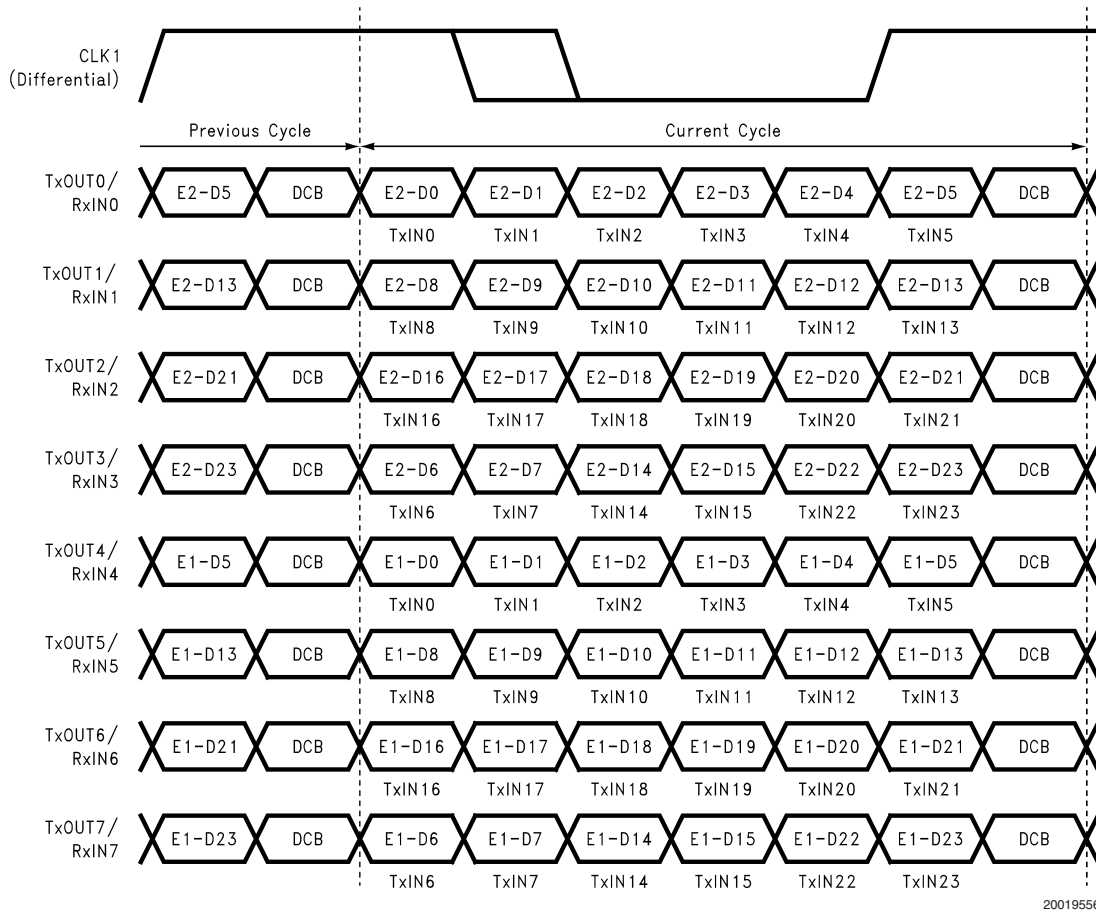 CLK1
(Differential)
Previous Cycle Current Cycle
TxOUT0/
RxIN0
E2-D5 DCB E2-D0 E2-D1 E2-D2 E2-D3 E2-D4 E2-D5 DCB
TxIN0 TxIN1 TxIN2 TxIN3 TxIN4 TxIN5
TxOUT1/
RxIN1
E2-D13 DCB E2-D8 E2-D9 E2-D10 E2-D11 E2-D12 E2-D13 DCB
TxIN8 TxIN9 TxIN10 TxIN11 TxIN12 TxIN13
TxOUT2/
RxIN2
E2-D21 DCB E2-D16 E2-D17 E2-D18 E2-D19 E2-D20 E2-D21 DCB
TxIN16 TxIN17 TxIN18 TxIN19 TxIN20 TxIN21
TxOUT3/
RxIN3
E2-D23 DCB E2-D6 E2-D7 E2-D14 E2-D15 E2-D22 E2-D23 DCB
TxIN6 TxIN7 TxIN14 TxIN15 TxIN22 TxIN23
TxOUT4/
RxIN4
E1-D5 DCB E1-D0 E1-D1 E1-D2 E1-D3 E1-D4 E1-D5 DCB
TxIN0 TxIN1 TxIN2 TxIN3 TxIN4 TxIN5
TxOUT5/
RxIN5
E1-D13 DCB E1-D8 E1-D9 E1-D10 E1-D11 E1-D12 E1-D13 DCB
TxIN8 TxIN9 TxIN10 TxIN11 TxIN12 TxIN13
TxOUT6/
RxIN6
E1-D21 DCB E1-D16 E1-D17 E1-D18 E1-D19 E1-D20 E1-D21 DCB
TxIN16 TxIN17 TxIN18 TxIN19 TxIN20 TxIN21
TxOUT7/
RxIN7
E1-D23 DCB E1-D6 E1-D7 E1-D14 E1-D15 E1-D22 E1-D23 DCB
TxIN6 TxIN7 TxIN14 TxIN15 TxIN22 TxIN23
20019556